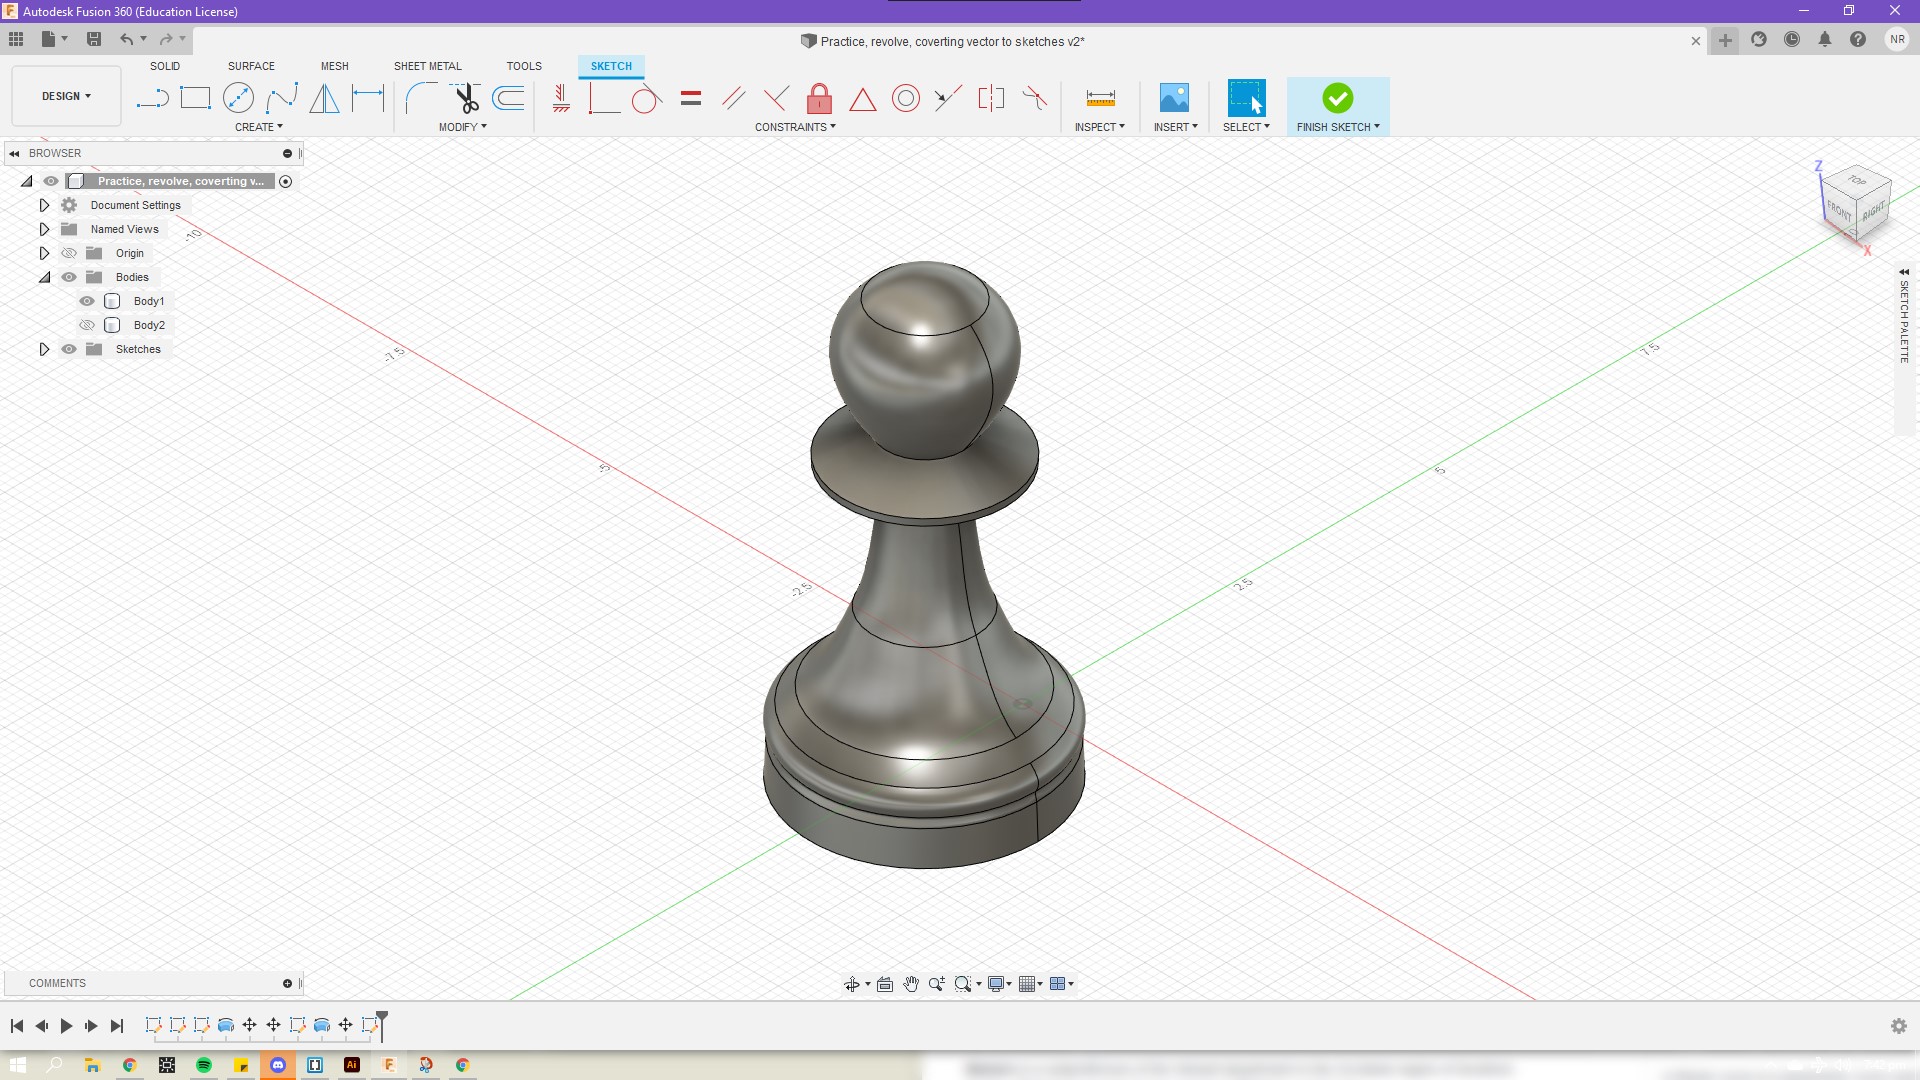 Autodesk Fusion 360 (Education License)
Practice, revolve, coverting vector to sketches v2*
NR
DESIGN
SOLID SURFACE MESH SHEET METAL TOOLS SKETCH
CREATE MODIFY CONSTRAINTS INSPECT INSERT SELECT FINISH SKETCH
BROWSER
Practice, revolve, coverting v...
Document Settings
Named Views
Origin
Bodies
Body1
Body2
Sketches
-10
-7.5
-5
-2.5
2.5
5
7.5
Z
TOP
FRONT
RIGHT
X
SKETCH PALETTE
COMMENTS
Ai